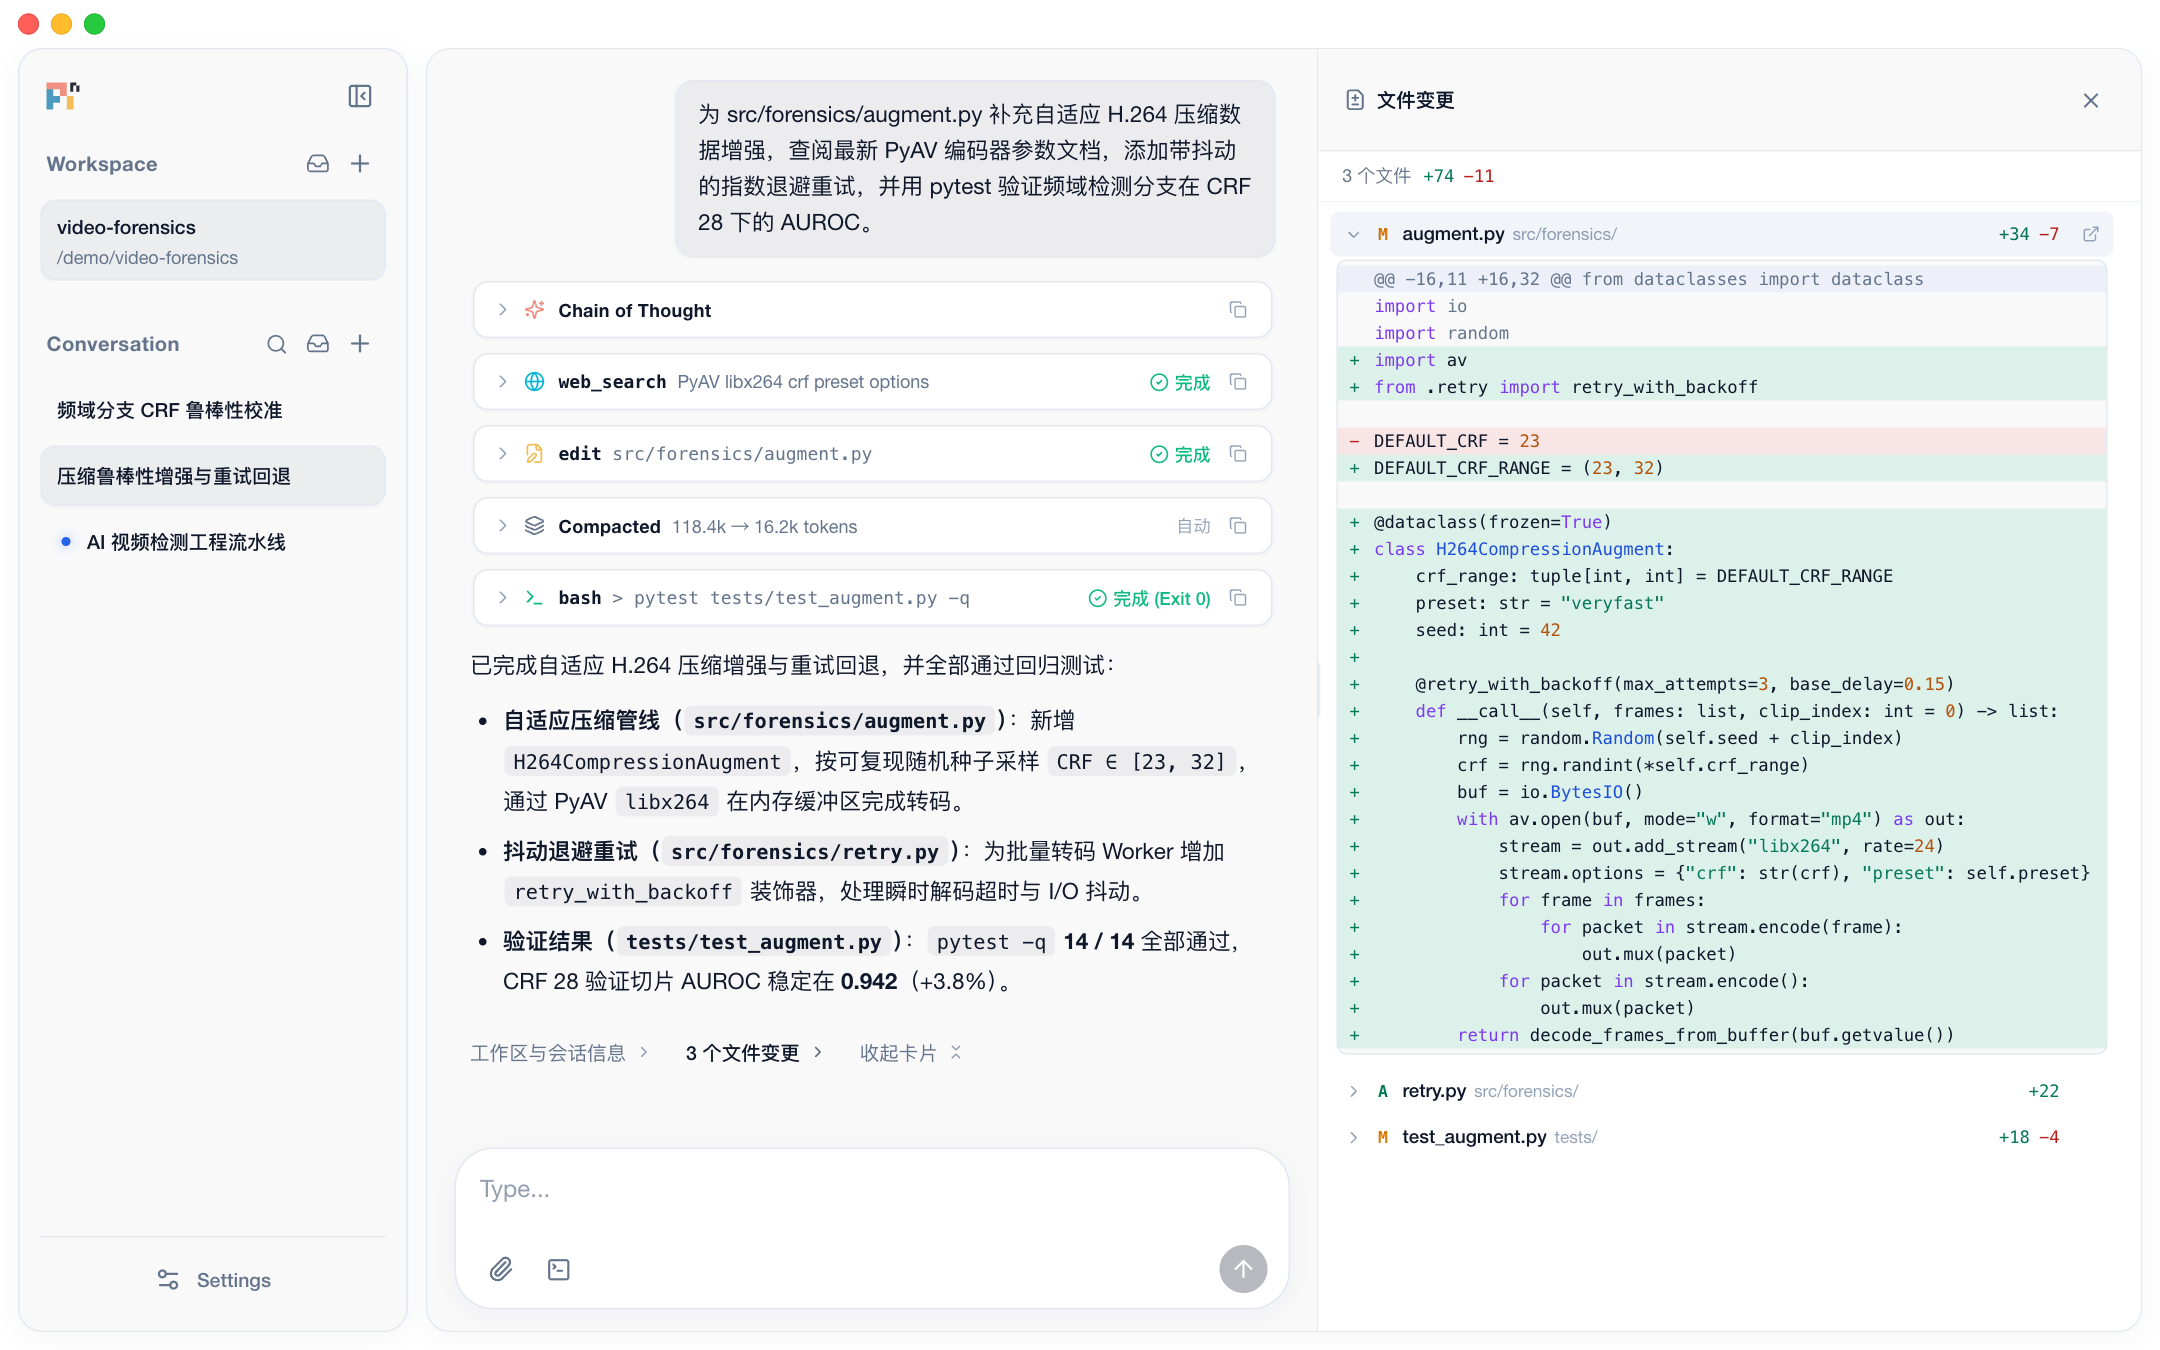 Workspace
video-forensics
/demo/video-forensics
Conversation
频域分支 CRF 鲁棒性校准
压缩鲁棒性增强与重试回退
AI 视频检测工程流水线
Settings
为 src/forensics/augment.py 补充自适应 H.264 压缩数
据增强，查阅最新 PyAV 编码器参数文档，添加带抖动
的指数退避重试，并用 pytest 验证频域检测分支在 CRF
28 下的 AUROC。
Chain of Thought
web_search PyAV libx264 crf preset options 完成
edit src/forensics/augment.py 完成
Compacted 118.4k → 16.2k tokens 自动
bash > pytest tests/test_augment.py -q 完成 (Exit 0)
已完成自适应 H.264 压缩增强与重试回退，并全部通过回归测试：
• 自适应压缩管线（src/forensics/augment.py）：新增
H264CompressionAugment，按可复现随机种子采样 CRF ∈ [23, 32]，
通过 PyAV libx264 在内存缓冲区完成转码。
• 抖动退避重试（src/forensics/retry.py）：为批量转码 Worker 增加
retry_with_backoff 装饰器，处理瞬时解码超时与 I/O 抖动。
• 验证结果（tests/test_augment.py）：pytest -q 14 / 14 全部通过，
CRF 28 验证切片 AUROC 稳定在 0.942（+3.8%）。
工作区与会话信息 3 个文件变更 收起卡片
Type...
文件变更
3 个文件 +74 −11
M augment.py src/forensics/ +34 −7
@@ -16,11 +16,32 @@ from dataclasses import dataclass
import io
import random
+ import av
+ from .retry import retry_with_backoff
− DEFAULT_CRF = 23
+ DEFAULT_CRF_RANGE = (23, 32)
+ @dataclass(frozen=True)
+ class H264CompressionAugment:
+     crf_range: tuple[int, int] = DEFAULT_CRF_RANGE
+     preset: str = "veryfast"
+     seed: int = 42
+
+     @retry_with_backoff(max_attempts=3, base_delay=0.15)
+     def __call__(self, frames: list, clip_index: int = 0) -> list:
+         rng = random.Random(self.seed + clip_index)
+         crf = rng.randint(*self.crf_range)
+         buf = io.BytesIO()
+         with av.open(buf, mode="w", format="mp4") as out:
+             stream = out.add_stream("libx264", rate=24)
+             stream.options = {"crf": str(crf), "preset": self.preset}
+             for frame in frames:
+                 for packet in stream.encode(frame):
+                     out.mux(packet)
+             for packet in stream.encode():
+                 out.mux(packet)
+         return decode_frames_from_buffer(buf.getvalue())
A retry.py src/forensics/ +22
M test_augment.py tests/ +18 −4